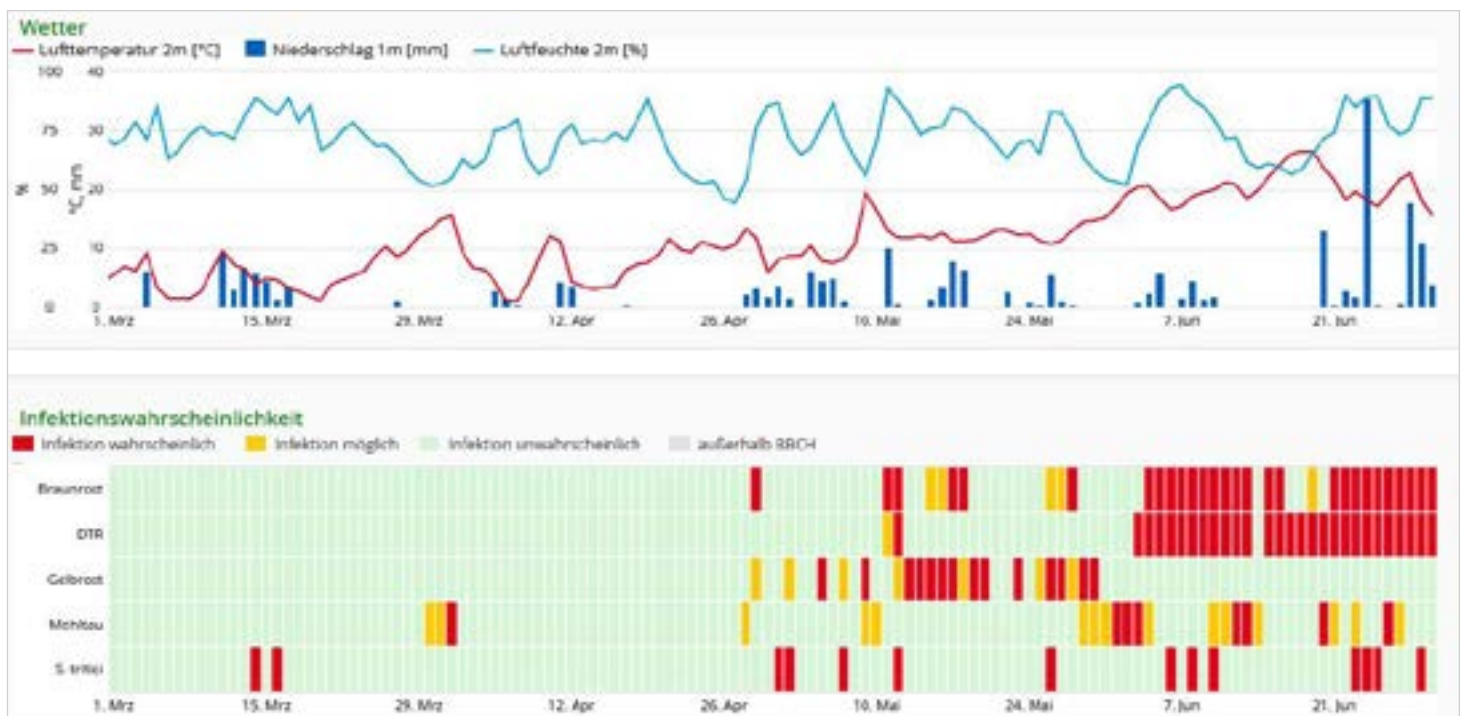 Wetter
Lufttemperatur 2m [°C] Niederschlag 1m [mm] Luftfeuchte 2m [%]
100 40
75 30
% 50 °C, mm 20
25 10
0 0
1. Mrz 15. Mrz 29. Mrz 12. Apr 26. Apr 10. Mai 24. Mai 7. Jun 21. Jun
Infektionswahrscheinlichkeit
Infektion wahrscheinlich Infektion möglich Infektion unwahrscheinlich außerhalb BBCH
Braunrost
DTR
Gelbrost
Mehltau
S. tritici
1. Mrz 15. Mrz 29. Mrz 12. Apr 26. Apr 10. Mai 24. Mai 7. Jun 21. Jun